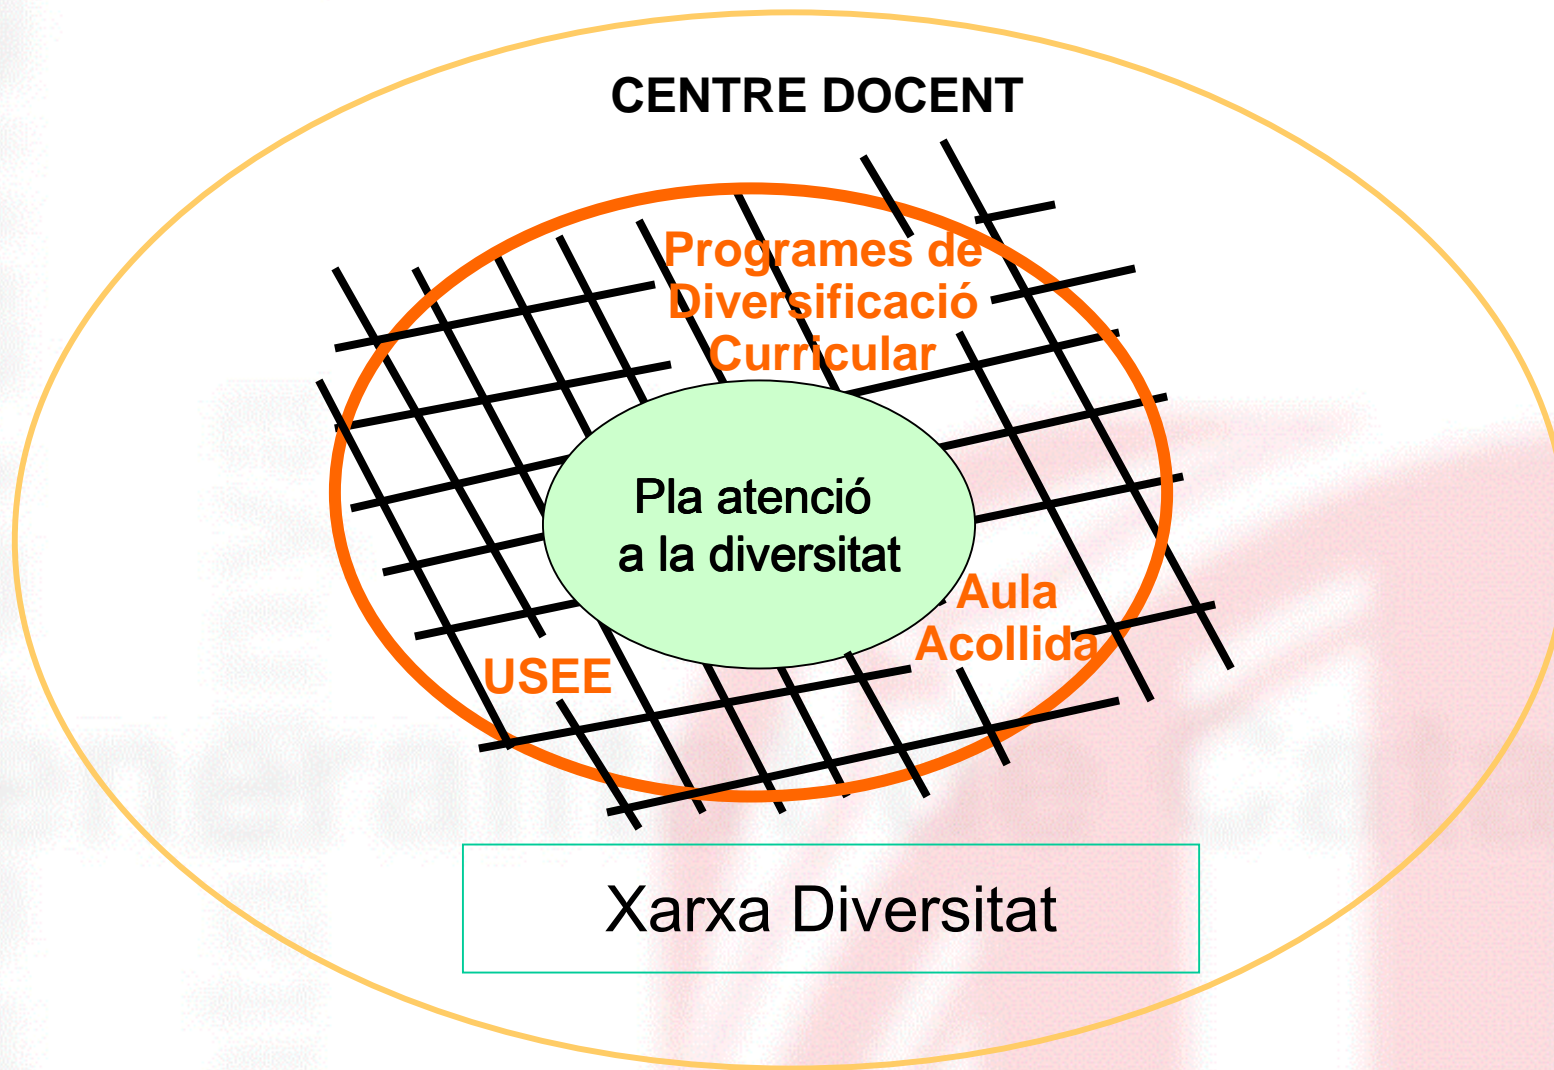 CENTRE DOCENT
Programes de
Diversificació
Curricular
Pla atenció
a la diversitat
Aula
Acollida
USEE
Xarxa Diversitat